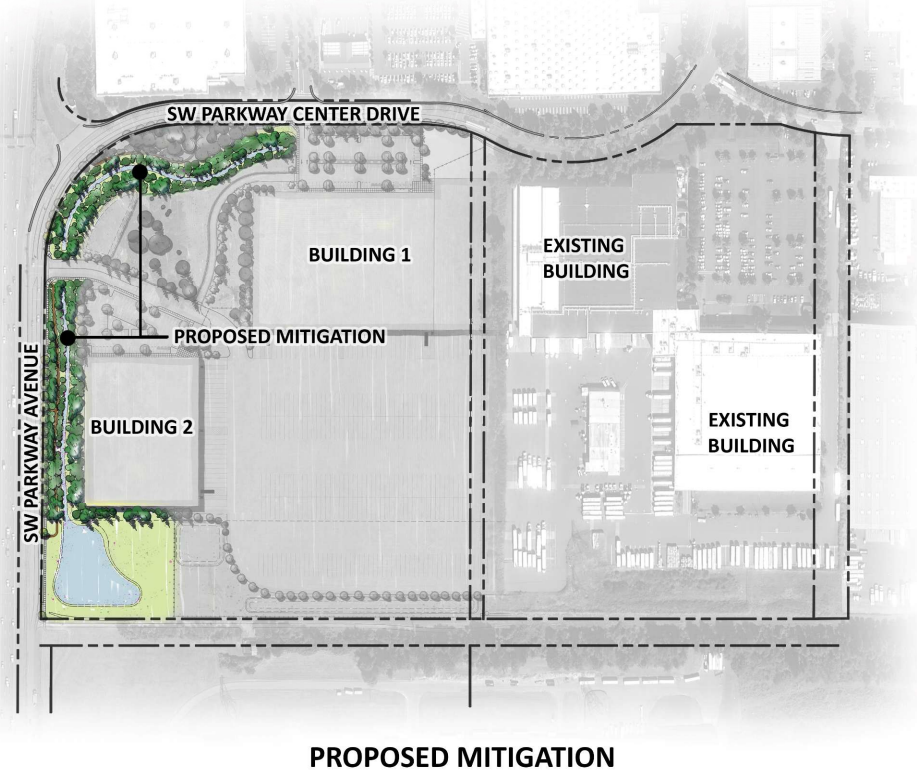 SW PARKWAY CENTER DRIVE
BUILDING 1
EXISTING
BUILDING
PROPOSED MITIGATION
SW PARKWAY AVENUE
BUILDING 2
EXISTING
BUILDING
PROPOSED MITIGATION